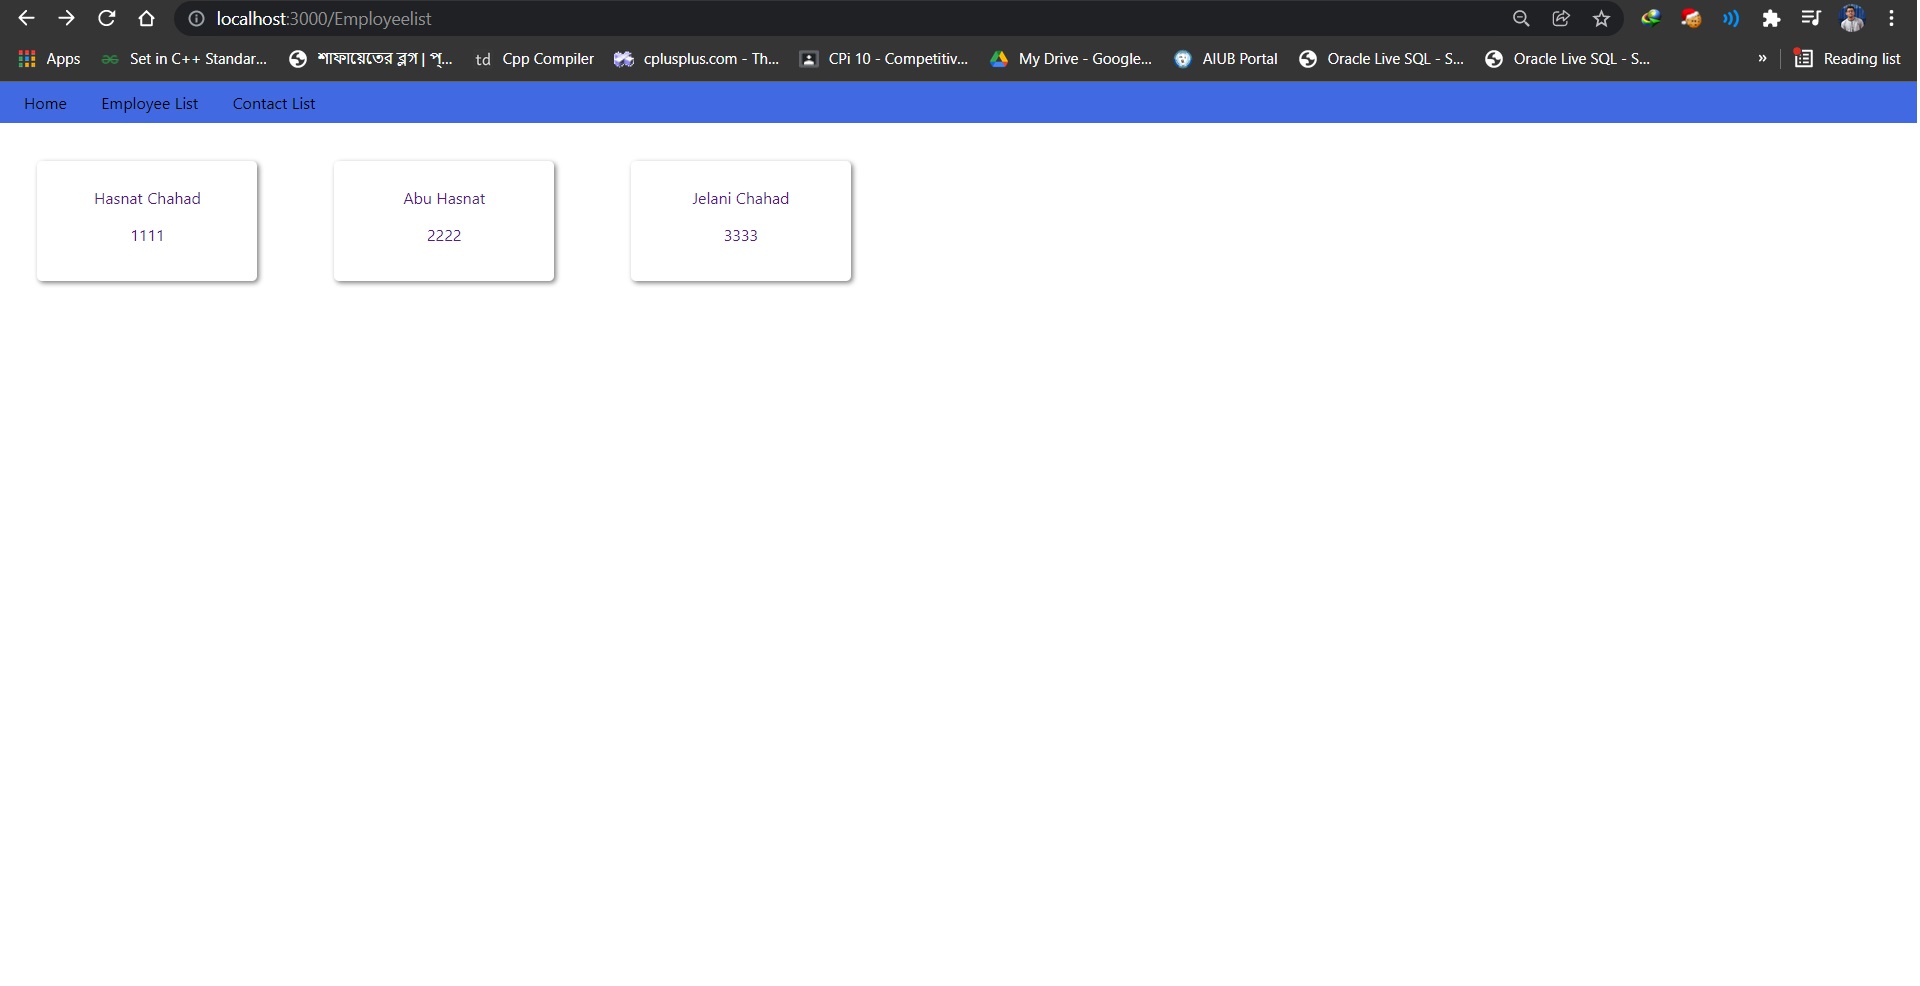 localhost:3000/Employeelist
Apps Set in C++ Standar... শাফায়েতের ব্লগ | প্... td Cpp Compiler cplusplus.com - Th... CPi 10 - Competitiv... My Drive - Google... AIUB Portal Oracle Live SQL - S... Oracle Live SQL - S... » Reading list
Home Employee List Contact List
Hasnat Chahad Abu Hasnat Jelani Chahad
1111 2222 3333